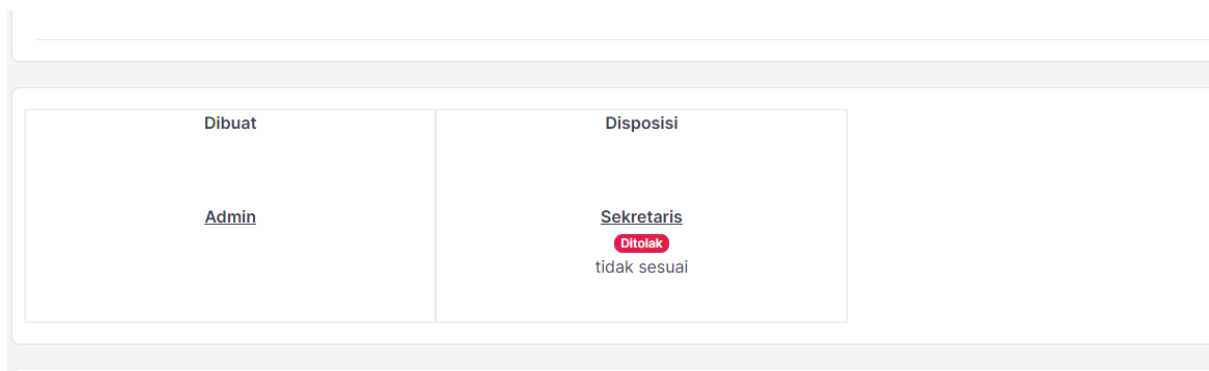 Dibuat
Disposisi
Admin
Sekretaris
Ditolak
tidak sesuai